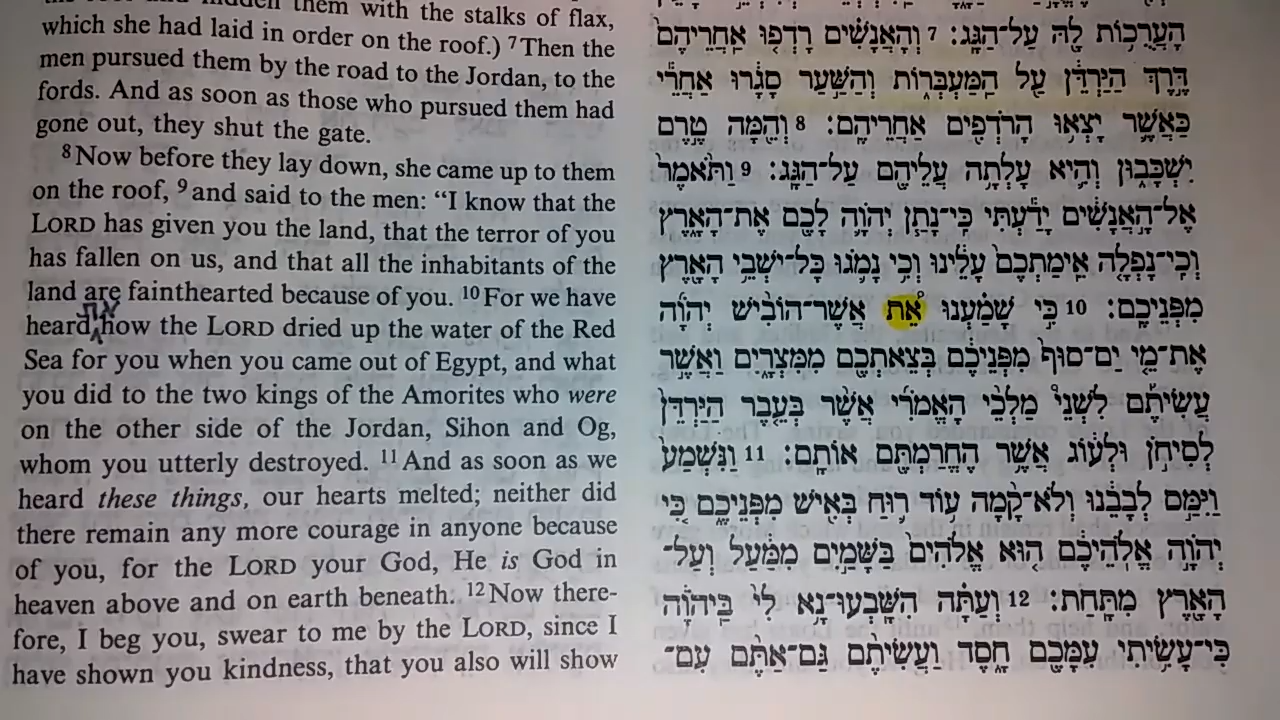 them with the stalks of flax,
which she had laid in order on the roof.) 7 Then the
men pursued them by the road to the Jordan, to the
fords. And as soon as those who pursued them had
gone out, they shut the gate.
8 Now before they lay down, she came up to them
on the roof, 9 and said to the men: “I know that the
LORD has given you the land, that the terror of you
has fallen on us, and that all the inhabitants of the
land are fainthearted because of you. 10 For we have
את
heard how the LORD dried up the water of the Red
Sea for you when you came out of Egypt, and what
you did to the two kings of the Amorites who were
on the other side of the Jordan, Sihon and Og,
whom you utterly destroyed. 11 And as soon as we
heard these things, our hearts melted; neither did
there remain any more courage in anyone because
of you, for the LORD your God, He is God in
heaven above and on earth beneath. 12 Now there-
fore, I beg you, swear to me by the LORD, since I
have shown you kindness, that you also will show
הָעֲרֻכ֥וֹת לָ֖הּ עַל־הַגָּֽג׃ 7 וְהָאֲנָשִׁ֗ים רָדְפ֤וּ אַֽחֲרֵיהֶם֙
דֶּ֣רֶךְ הַיַּרְדֵּ֔ן עַ֖ל הַֽמַּעְבְּר֑וֹת וְהַשַּׁ֣עַר סָגָ֔רוּ אַחֲרֵ֕י
כַּאֲשֶׁ֛ר יָצְא֥וּ הָרֹדְפִ֖ים אַחֲרֵיהֶֽם׃ 8 וְהֵ֖מָּה טֶ֣רֶם
יִשְׁכָּב֑וּן וְהִ֛יא עָלְתָ֥ה עֲלֵיהֶ֖ם עַל־הַגָּֽג׃ 9 וַתֹּ֙אמֶר֙
אֶל־הָ֣אֲנָשִׁ֔ים יָדַ֕עְתִּי כִּֽי־נָתַ֧ן יְהוָ֛ה לָכֶ֖ם אֶת־הָאָ֑רֶץ
וְכִֽי־נָפְלָ֤ה אֵֽימַתְכֶם֙ עָלֵ֔ינוּ וְכִ֥י נָמֹ֛גוּ כָּל־יֹשְׁבֵ֥י הָאָ֖רֶץ
מִפְּנֵיכֶֽם׃ 10 כִּ֣י שָׁמַ֗עְנוּ אֵ֠ת אֲשֶׁר־הוֹבִ֨ישׁ יְהוָ֜ה
אֶת־מֵ֤י יַם־סוּף֙ מִפְּנֵיכֶ֔ם בְּצֵאתְכֶ֖ם מִמִּצְרָ֑יִם וַאֲשֶׁ֣ר
עֲשִׂיתֶ֡ם לִשְׁנֵי֩ מַלְכֵ֨י הָאֱמֹרִ֜י אֲשֶׁ֨ר בְּעֵ֤בֶר הַיַּרְדֵּן֙
לְסִיחֹ֣ן וּלְע֔וֹג אֲשֶׁ֥ר הֶחֱרַמְתֶּ֖ם אוֹתָֽם׃ 11 וַנִּשְׁמַע֙
וַיִּמַּ֣ס לְבָבֵ֔נוּ וְלֹא־קָ֨מָה ע֥וֹד ר֛וּחַ בְּאִ֖ישׁ מִפְּנֵיכֶ֑ם כִּ֚י
יְהוָ֣ה אֱלֹֽהֵיכֶ֔ם ה֤וּא אֱלֹהִים֙ בַּשָּׁמַ֣יִם מִמַּ֔עַל וְעַל־
הָאָ֖רֶץ מִתָּֽחַת׃ 12 וְעַתָּ֗ה הִשָּֽׁבְעוּ־נָ֥א לִי֙ בַּֽיהוָ֔ה
כִּי־עָשִׂ֥יתִי עִמָּכֶ֖ם חָ֑סֶד וַעֲשִׂיתֶ֨ם גַּם־אַתֶּ֜ם עִם־